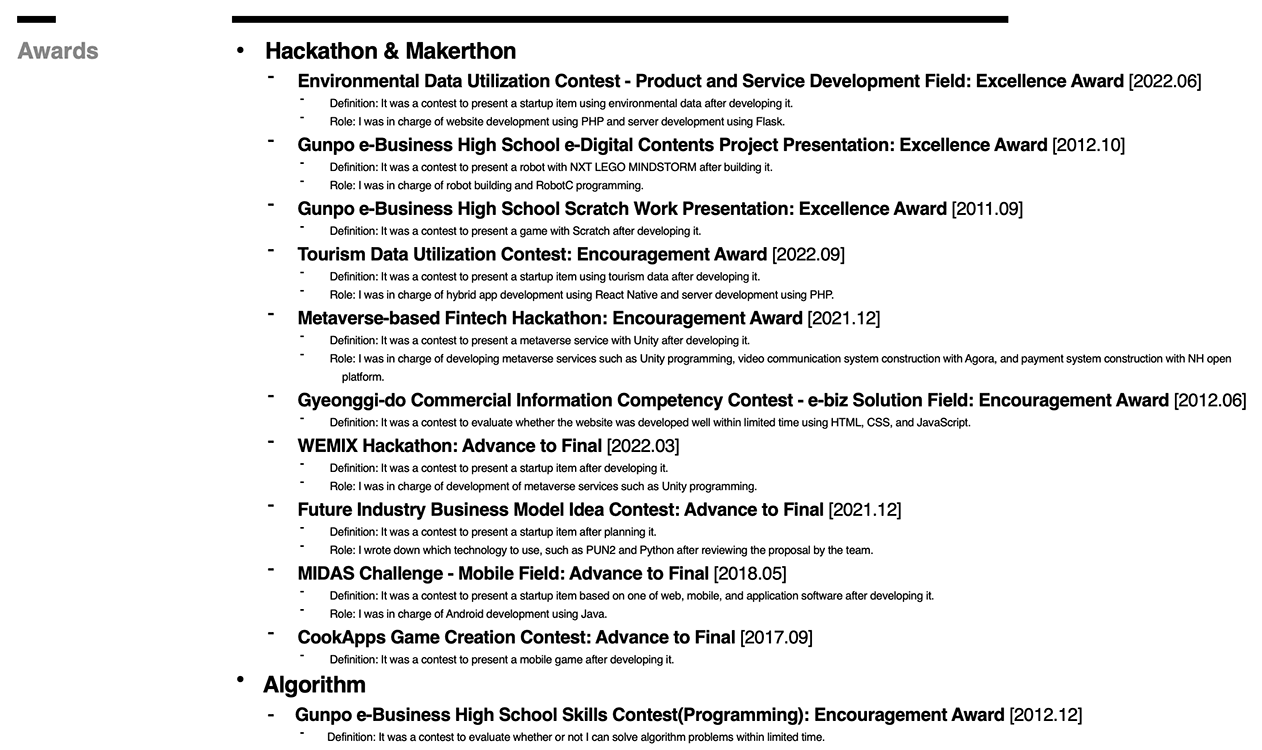 Awards
• Hackathon & Makerthon
- Environmental Data Utilization Contest - Product and Service Development Field: Excellence Award [2022.06]
- Definition: It was a contest to present a startup item using environmental data after developing it.
- Role: I was in charge of website development using PHP and server development using Flask.
- Gunpo e-Business High School e-Digital Contents Project Presentation: Excellence Award [2012.10]
- Definition: It was a contest to present a robot with NXT LEGO MINDSTORM after building it.
- Role: I was in charge of robot building and RobotC programming.
- Gunpo e-Business High School Scratch Work Presentation: Excellence Award [2011.09]
- Definition: It was a contest to present a game with Scratch after developing it.
- Tourism Data Utilization Contest: Encouragement Award [2022.09]
- Definition: It was a contest to present a startup item using tourism data after developing it.
- Role: I was in charge of hybrid app development using React Native and server development using PHP.
- Metaverse-based Fintech Hackathon: Encouragement Award [2021.12]
- Definition: It was a contest to present a metaverse service with Unity after developing it.
- Role: I was in charge of developing metaverse services such as Unity programming, video communication system construction with Agora, and payment system construction with NH open
platform.
- Gyeonggi-do Commercial Information Competency Contest - e-biz Solution Field: Encouragement Award [2012.06]
- Definition: It was a contest to evaluate whether the website was developed well within limited time using HTML, CSS, and JavaScript.
- WEMIX Hackathon: Advance to Final [2022.03]
- Definition: It was a contest to present a startup item after developing it.
- Role: I was in charge of development of metaverse services such as Unity programming.
- Future Industry Business Model Idea Contest: Advance to Final [2021.12]
- Definition: It was a contest to present a startup item after planning it.
- Role: I wrote down which technology to use, such as PUN2 and Python after reviewing the proposal by the team.
- MIDAS Challenge - Mobile Field: Advance to Final [2018.05]
- Definition: It was a contest to present a startup item based on one of web, mobile, and application software after developing it.
- Role: I was in charge of Android development using Java.
- CookApps Game Creation Contest: Advance to Final [2017.09]
- Definition: It was a contest to present a mobile game after developing it.
• Algorithm
- Gunpo e-Business High School Skills Contest(Programming): Encouragement Award [2012.12]
- Definition: It was a contest to evaluate whether or not I can solve algorithm problems within limited time.